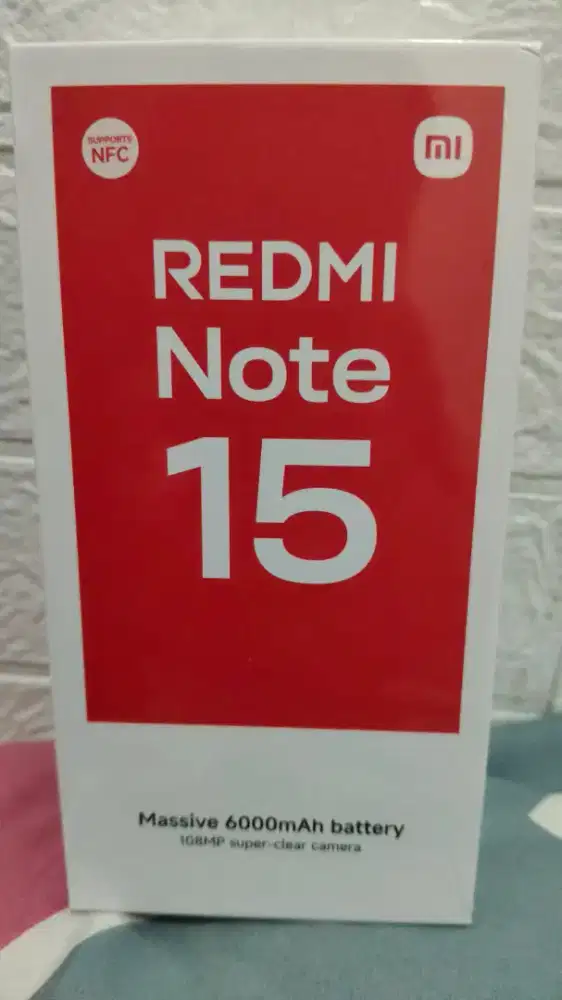 SUPPORTS
NFC
mi
REDMI
Note
15
Massive 6000mAh battery
108MP super-clear camera